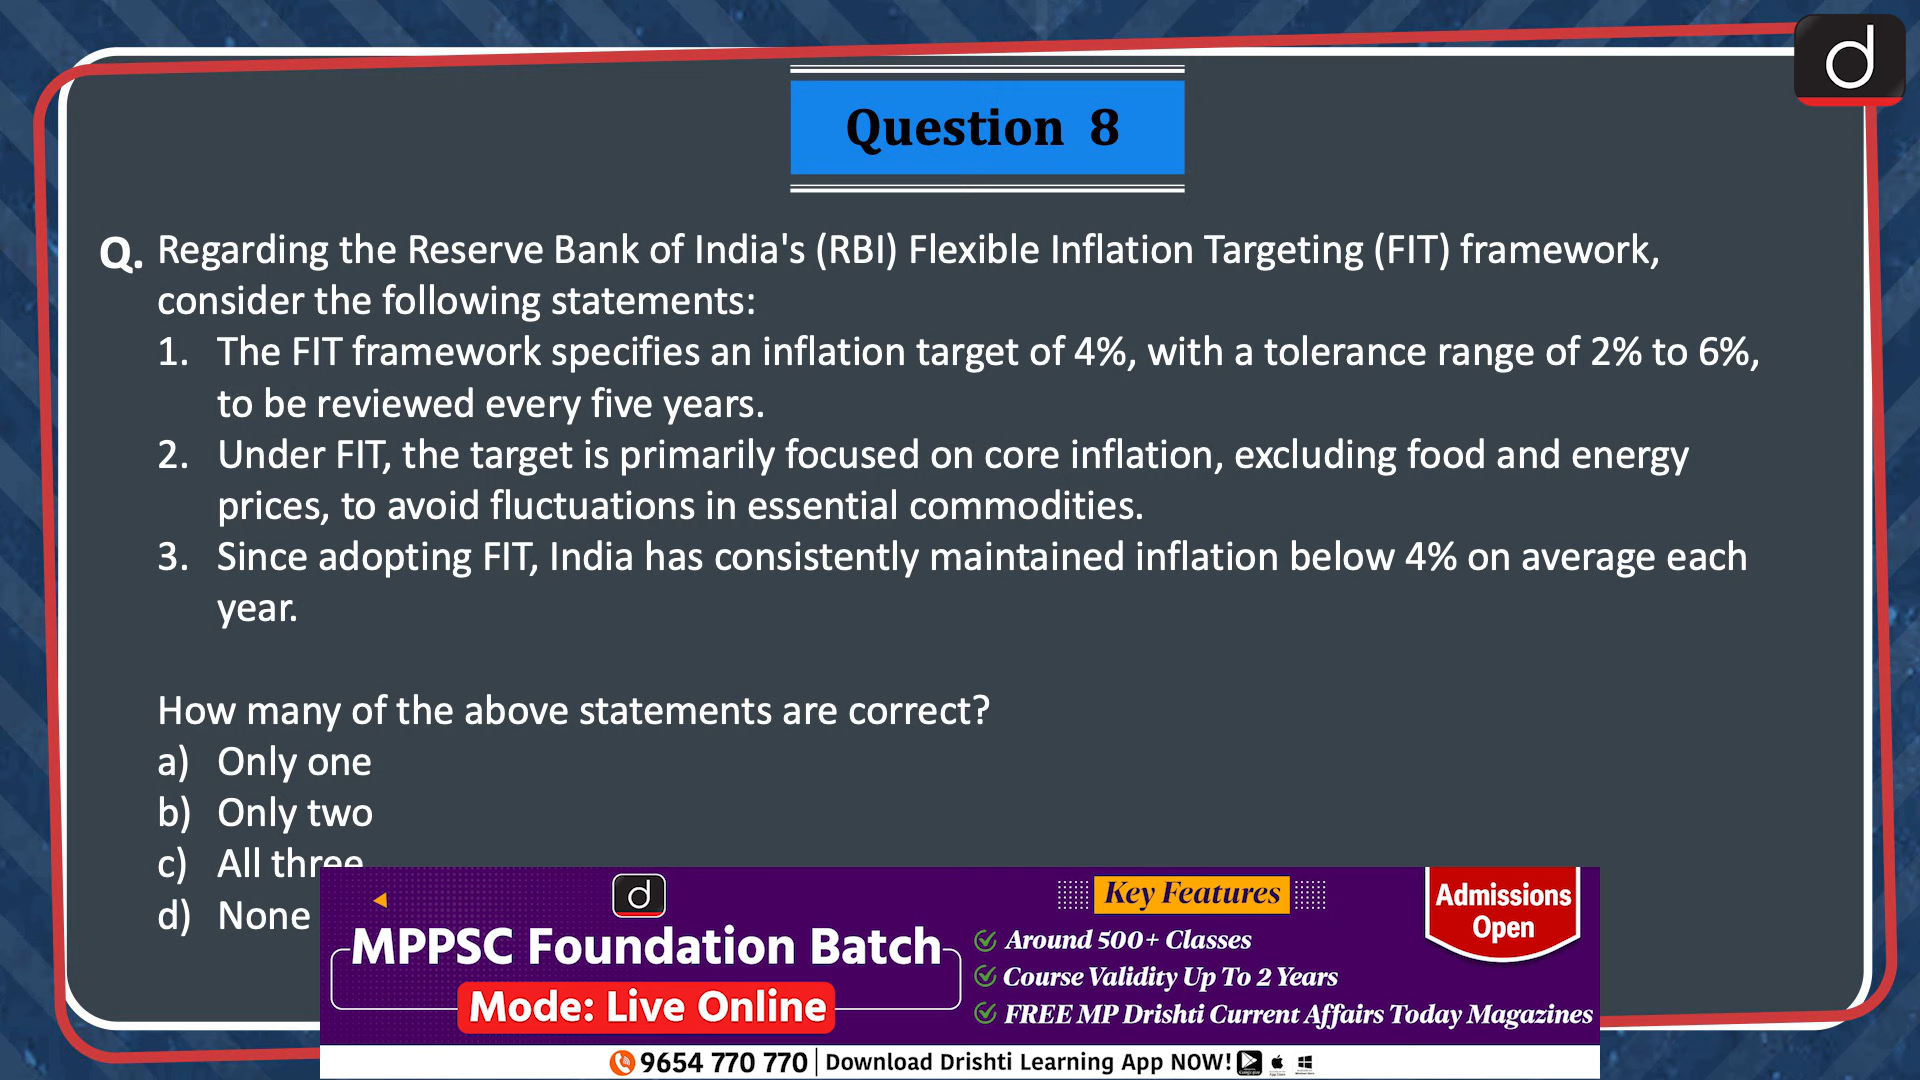 d
Question 8
Q. Regarding the Reserve Bank of India's (RBI) Flexible Inflation Targeting (FIT) framework,
consider the following statements:
1. The FIT framework specifies an inflation target of 4%, with a tolerance range of 2% to 6%,
to be reviewed every five years.
2. Under FIT, the target is primarily focused on core inflation, excluding food and energy
prices, to avoid fluctuations in essential commodities.
3. Since adopting FIT, India has consistently maintained inflation below 4% on average each
year.
How many of the above statements are correct?
a) Only one
b) Only two
c) All three
d) None
d
MPPSC Foundation Batch
Mode: Live Online
Key Features
Around 500+ Classes
Course Validity Up To 2 Years
FREE MP Drishti Current Affairs Today Magazines
Admissions
Open
9654 770 770 | Download Drishti Learning App NOW!